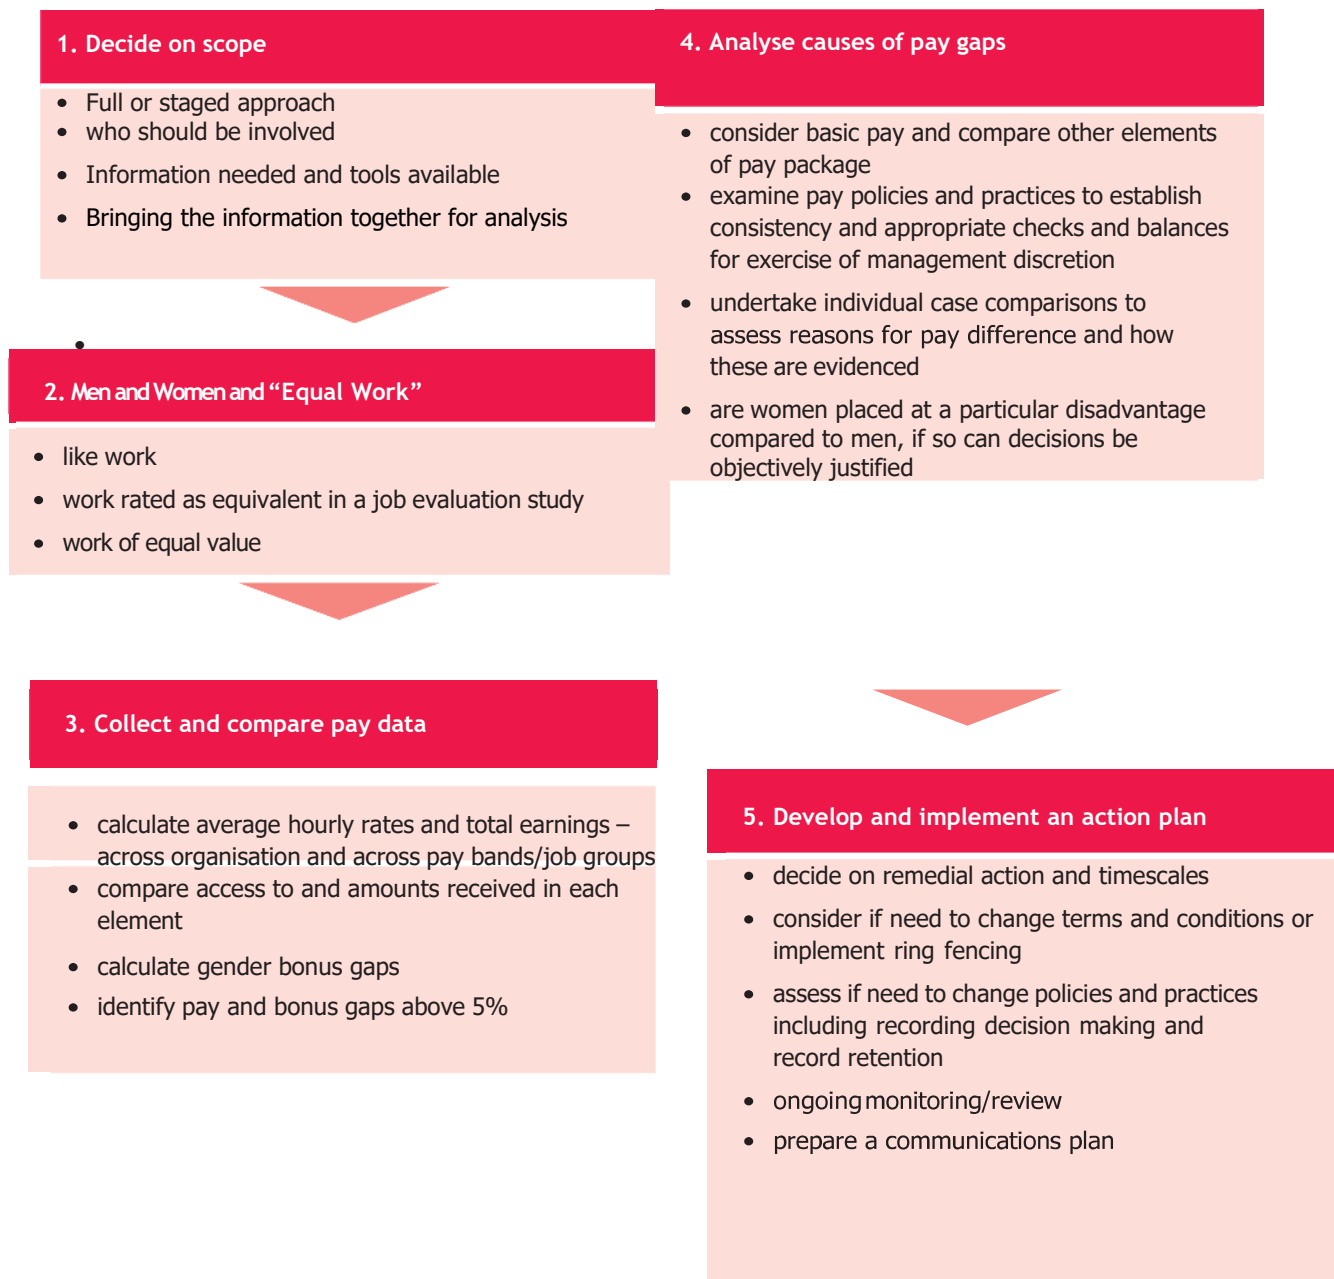 1. Decide on scope
• Full or staged approach
• who should be involved
• Information needed and tools available
• Bringing the information together for analysis
•
2. Men and Women and “Equal Work”
• like work
• work rated as equivalent in a job evaluation study
• work of equal value
3. Collect and compare pay data
• calculate average hourly rates and total earnings –
across organisation and across pay bands/job groups
• compare access to and amounts received in each
element
• calculate gender bonus gaps
• identify pay and bonus gaps above 5%
4. Analyse causes of pay gaps
• consider basic pay and compare other elements
of pay package
• examine pay policies and practices to establish
consistency and appropriate checks and balances
for exercise of management discretion
• undertake individual case comparisons to
assess reasons for pay difference and how
these are evidenced
• are women placed at a particular disadvantage
compared to men, if so can decisions be
objectively justified
5. Develop and implement an action plan
• decide on remedial action and timescales
• consider if need to change terms and conditions or
implement ring fencing
• assess if need to change policies and practices
including recording decision making and
record retention
• ongoing monitoring/review
• prepare a communications plan